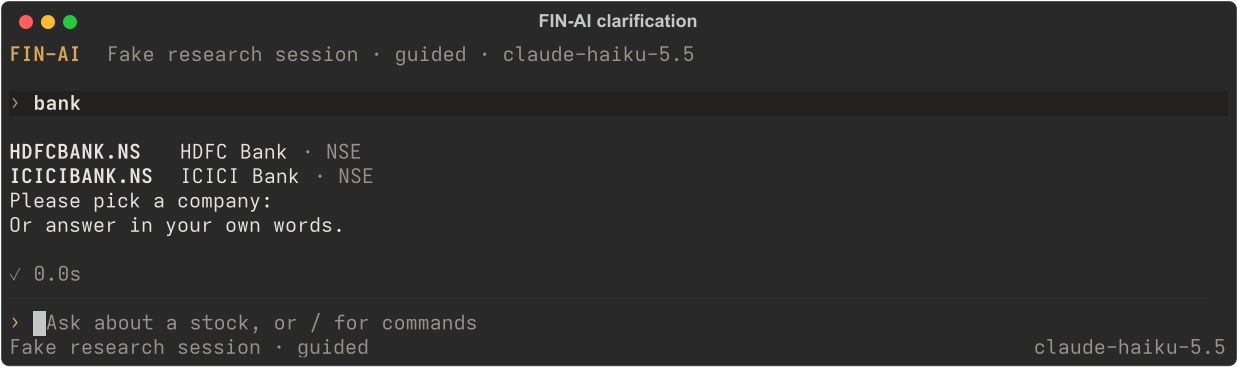 FIN-AI clarification
FIN-AI Fake research session · guided · claude-haiku-5.5
› bank
HDFCBANK.NS HDFC Bank · NSE
ICICIBANK.NS ICICI Bank · NSE
Please pick a company:
Or answer in your own words.
✓ 0.0s
› Ask about a stock, or / for commands
Fake research session · guided claude-haiku-5.5